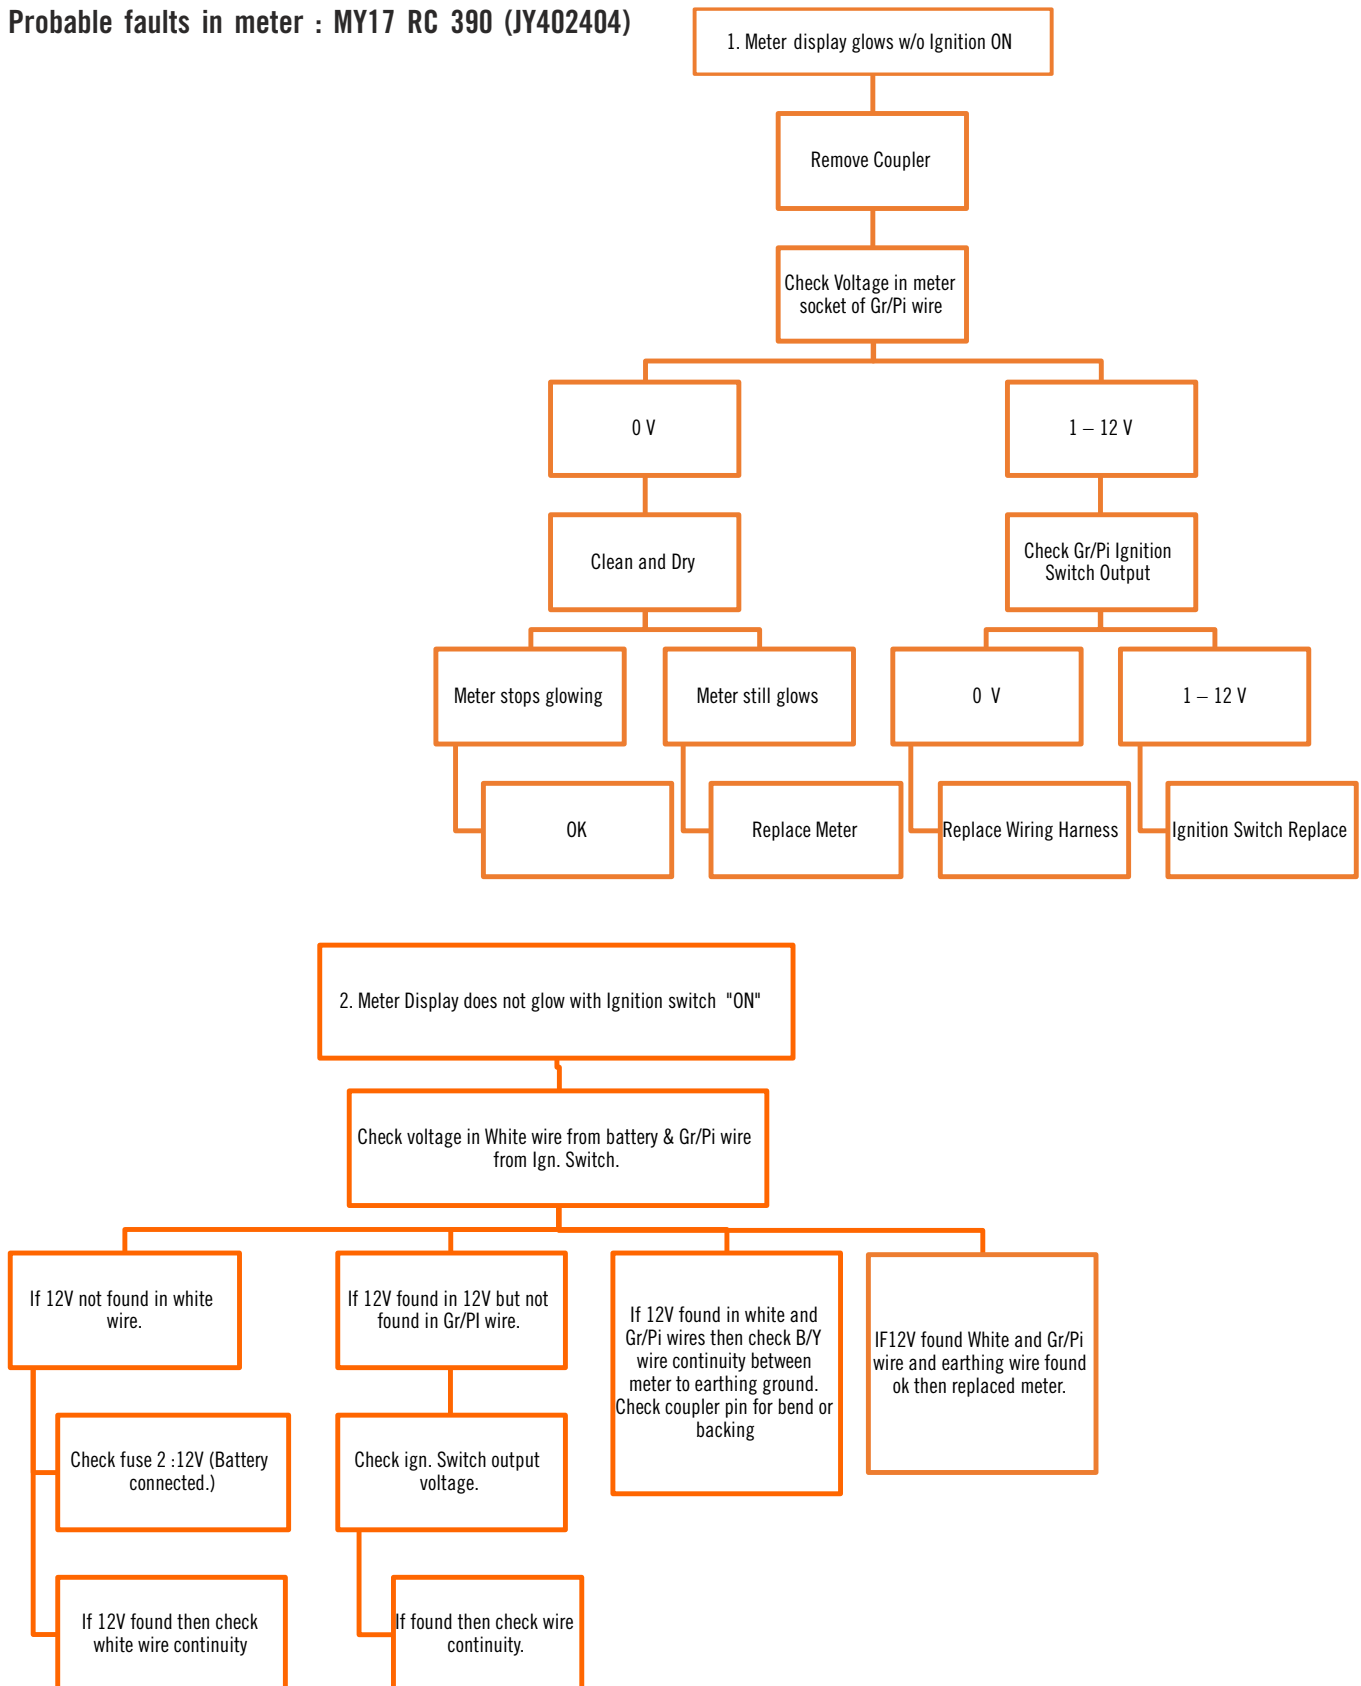 Probable faults in meter : MY17 RC 390 (JY402404)
1. Meter display glows w/o Ignition ON
Remove Coupler
Check Voltage in meter
socket of Gr/Pi wire
0 V
1 – 12 V
Clean and Dry
Check Gr/Pi Ignition
Switch Output
Meter stops glowing
Meter still glows
0 V
1 – 12 V
OK
Replace Meter
Replace Wiring Harness
Ignition Switch Replace
2. Meter Display does not glow with Ignition switch "ON"
Check voltage in White wire from battery & Gr/Pi wire
from Ign. Switch.
If 12V not found in white
wire.
If 12V found in 12V but not
found in Gr/PI wire.
If 12V found in white and
Gr/Pi wires then check B/Y
wire continuity between
meter to earthing ground.
Check coupler pin for bend or
backing
IF12V found White and Gr/Pi
wire and earthing wire found
ok then replaced meter.
Check fuse 2 :12V (Battery
connected.)
Check ign. Switch output
voltage.
If 12V found then check
white wire continuity
If found then check wire
continuity.